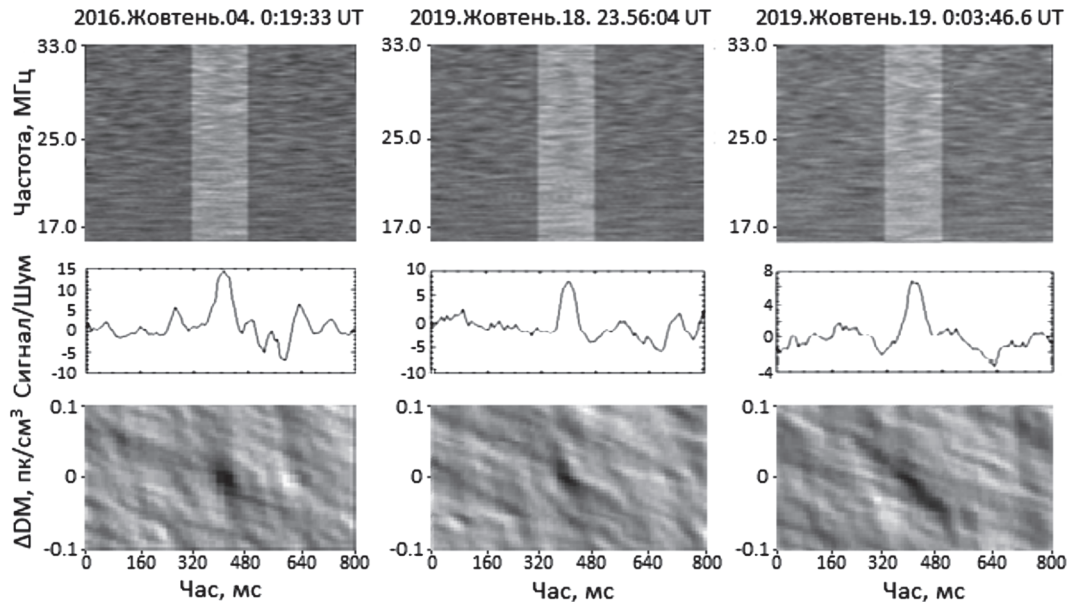 2016.Жовтень.04. 0:19:33 UT 2019.Жовтень.18. 23.56:04 UT 2019.Жовтень.19. 0:03:46.6 UT
Частота, МГц
33.0 25.0 17.0
33.0 25.0 17.0
33.0 25.0 17.0
Сигнал/Шум
15 10 5 0 -5 -10
10 5 0 -5 -10
8 4 0 -4
ΔDM, пк/см³
0.1 0 -0.1
0.1 0 -0.1
0.1 0 -0.1
0 160 320 480 640 800 0 160 320 480 640 800 0 160 320 480 640 800
Час, мс Час, мс Час, мс